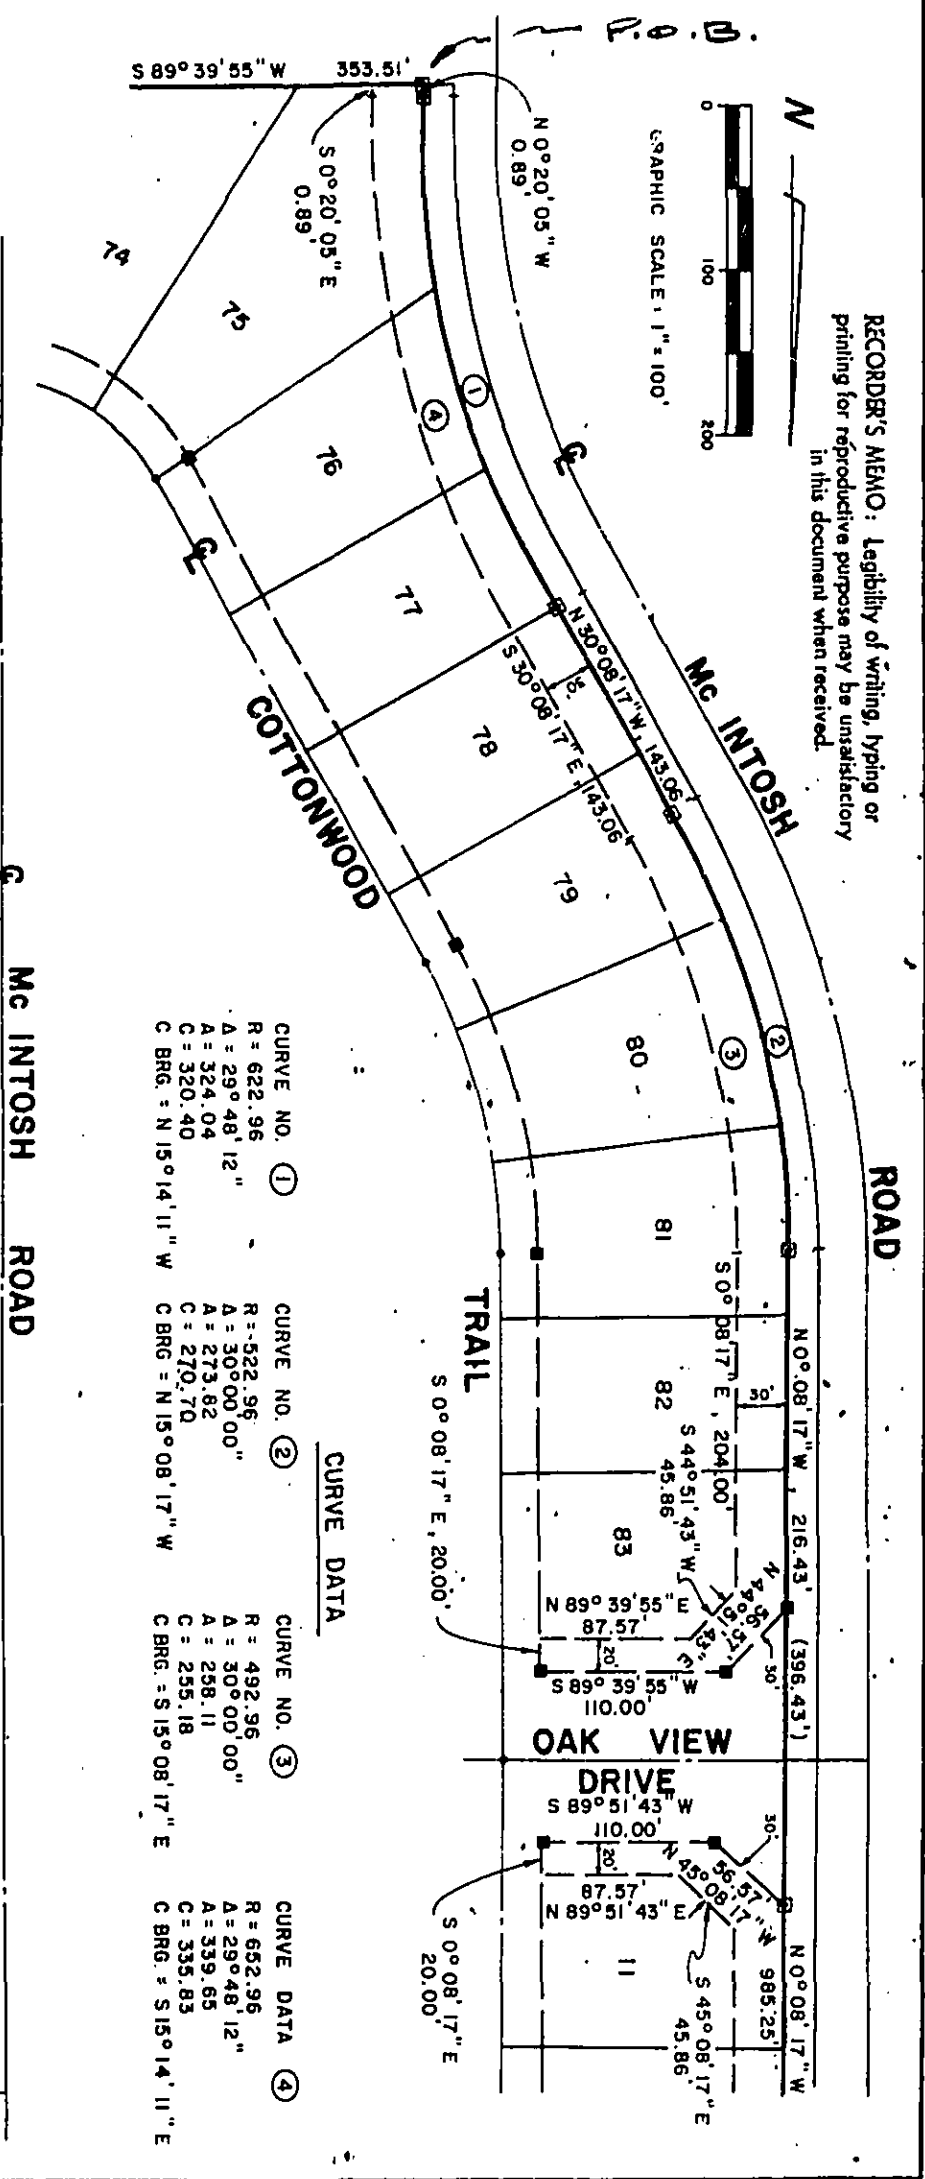 RECORDER'S MEMO: Legibility of writing, typing or
printing for reproductive purpose may be unsatisfactory
in this document when received.
N
0 100 200
GRAPHIC SCALE: 1" = 100'
P.O.B.
S 89° 39' 55" W 353.51'
N 0° 20' 05" W
0.89'
S 0° 20' 05" E
0.89'
Mc INTOSH ROAD
1
4
74
75
76
77
78
79
80
81
82
83
11
N 30° 08' 17" W, 143.06'
S 30° 08' 17" E, 143.06'
2
3
COTTONWOOD TRAIL
N 0° 08' 17" W, 216.43' (396.43')
S 0° 08' 17" E, 204.00'
30'
S 44° 51' 43" W
45.86'
N 44° 51' 43" E
56.57'
30'
N 89° 39' 55" E
87.57'
20'
S 89° 39' 55" W
110.00'
S 0° 08' 17" E, 20.00'
OAK VIEW
DRIVE
S 89° 51' 43" W
110.00'
20'
87.57'
N 89° 51' 43" E
30'
56.57'
N 45° 08' 17" W
S 45° 08' 17" E
45.86'
N 0° 08' 17" W
985.25'
S 0° 08' 17" E
20.00'
CURVE DATA
CURVE NO. 1
R = 622.96
Δ = 29° 48' 12"
A = 324.04
C = 320.40
C BRG. = N 15° 14' 11" W
CURVE NO. 2
R = 522.96
Δ = 30° 00' 00"
A = 273.82
C = 270.70
C BRG = N 15° 08' 17" W
CURVE NO. 3
R = 492.96
Δ = 30° 00' 00"
A = 258.11
C = 255.18
C BRG. = S 15° 08' 17" E
CURVE DATA 4
R = 652.96
Δ = 29° 48' 12"
A = 339.65
C = 335.83
C BRG. = S 15° 14' 11" E
Mc INTOSH ROAD